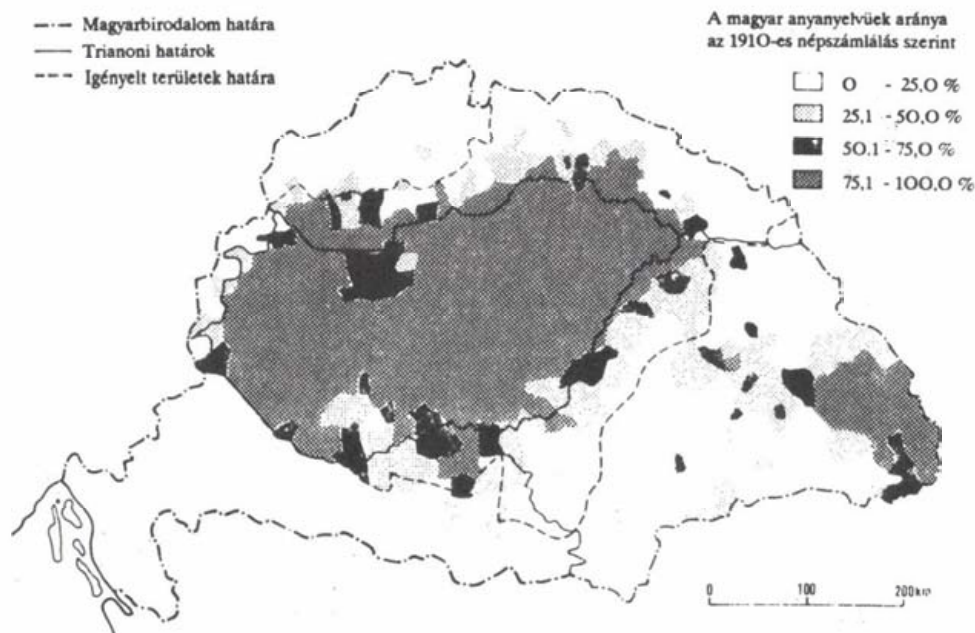 Magyarbirodalom határa
Trianoni határok
Igényelt területek határa
A magyar anyanyelvüek aránya
az 1910-es népszámlálás szerint
0 - 25,0 %
25,1 - 50,0 %
50.1 - 75,0 %
75,1 - 100,0 %
0 100 200 km